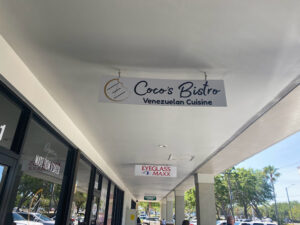 Coco's Bistro
Venezuelan Cuisine
EYEGLASS
MAXX